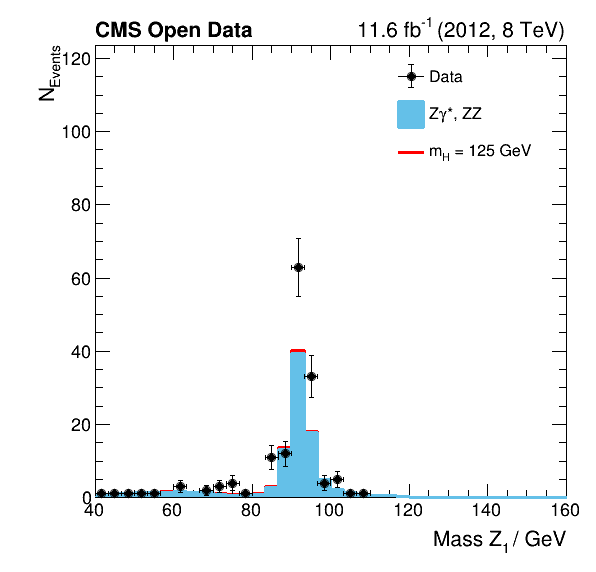 CMS Open Data 11.6 fb⁻¹ (2012, 8 TeV)
N_Events
120
100
80
60
40
20
0
Data
Zγ*, ZZ
m_H = 125 GeV
40 60 80 100 120 140 160
Mass Z₁ / GeV